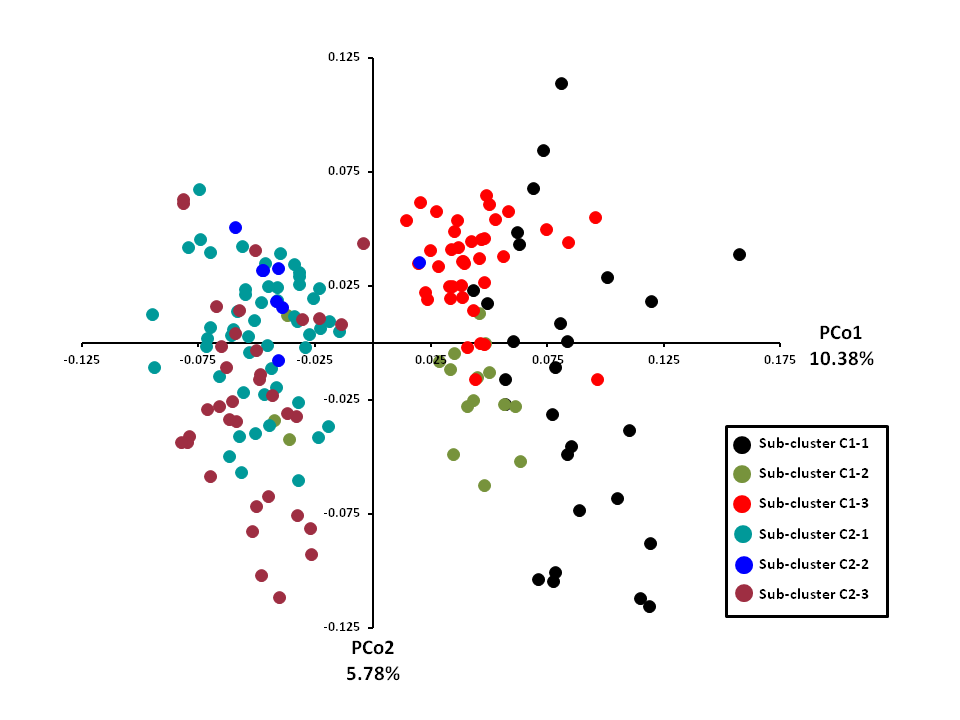 0.125
0.075
0.025
-0.125
-0.075
-0.025
0.025
0.075
0.125
0.175
PCo1
10.38%
-0.025
-0.075
-0.125
PCo2
5.78%
Sub-cluster C1-1
Sub-cluster C1-2
Sub-cluster C1-3
Sub-cluster C2-1
Sub-cluster C2-2
Sub-cluster C2-3